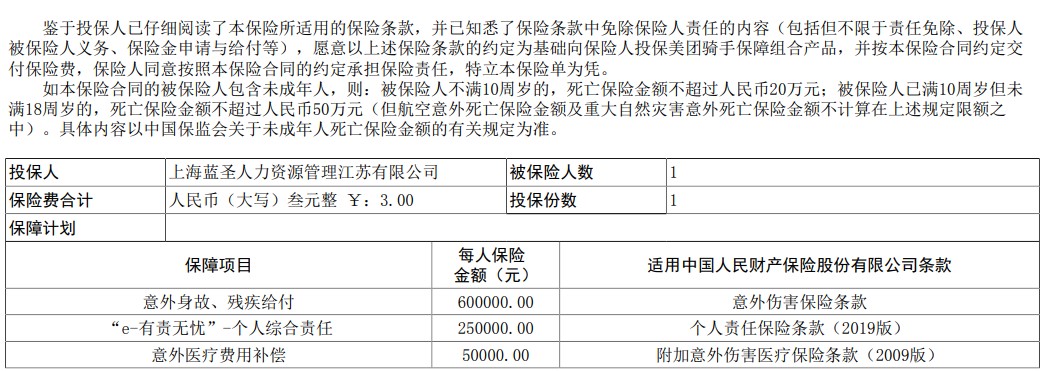 鉴于投保人已仔细阅读了本保险所适用的保险条款，并已知悉了保险条款中免除保险人责任的内容（包括但不限于责任免除、投保人
被保险人义务、保险金申请与给付等），愿意以上述保险条款的约定为基础向保险人投保美团骑手保障组合产品，并按本保险合同约定交
付保险费，保险人同意按照本保险合同的约定承担保险责任，特立本保险单为凭。
如本保险合同的被保险人包含未成年人，则：被保险人不满10周岁的，死亡保险金额不超过人民币20万元；被保险人已满10周岁但未
满18周岁的，死亡保险金额不超过人民币50万元（但航空意外死亡保险金额及重大自然灾害意外死亡保险金额不计算在上述规定限额之
中）。具体内容以中国保监会关于未成年人死亡保险金额的有关规定为准。
投保人 上海蓝圣人力资源管理江苏有限公司 被保险人数 1
保险费合计 人民币（大写）叁元整 ￥：3.00 投保份数 1
保障计划
保障项目 每人保险 金额（元） 适用中国人民财产保险股份有限公司条款
意外身故、残疾给付 600000.00 意外伤害保险条款
“e-有责无忧”-个人综合责任 250000.00 个人责任保险条款（2019版）
意外医疗费用补偿 50000.00 附加意外伤害医疗保险条款（2009版）